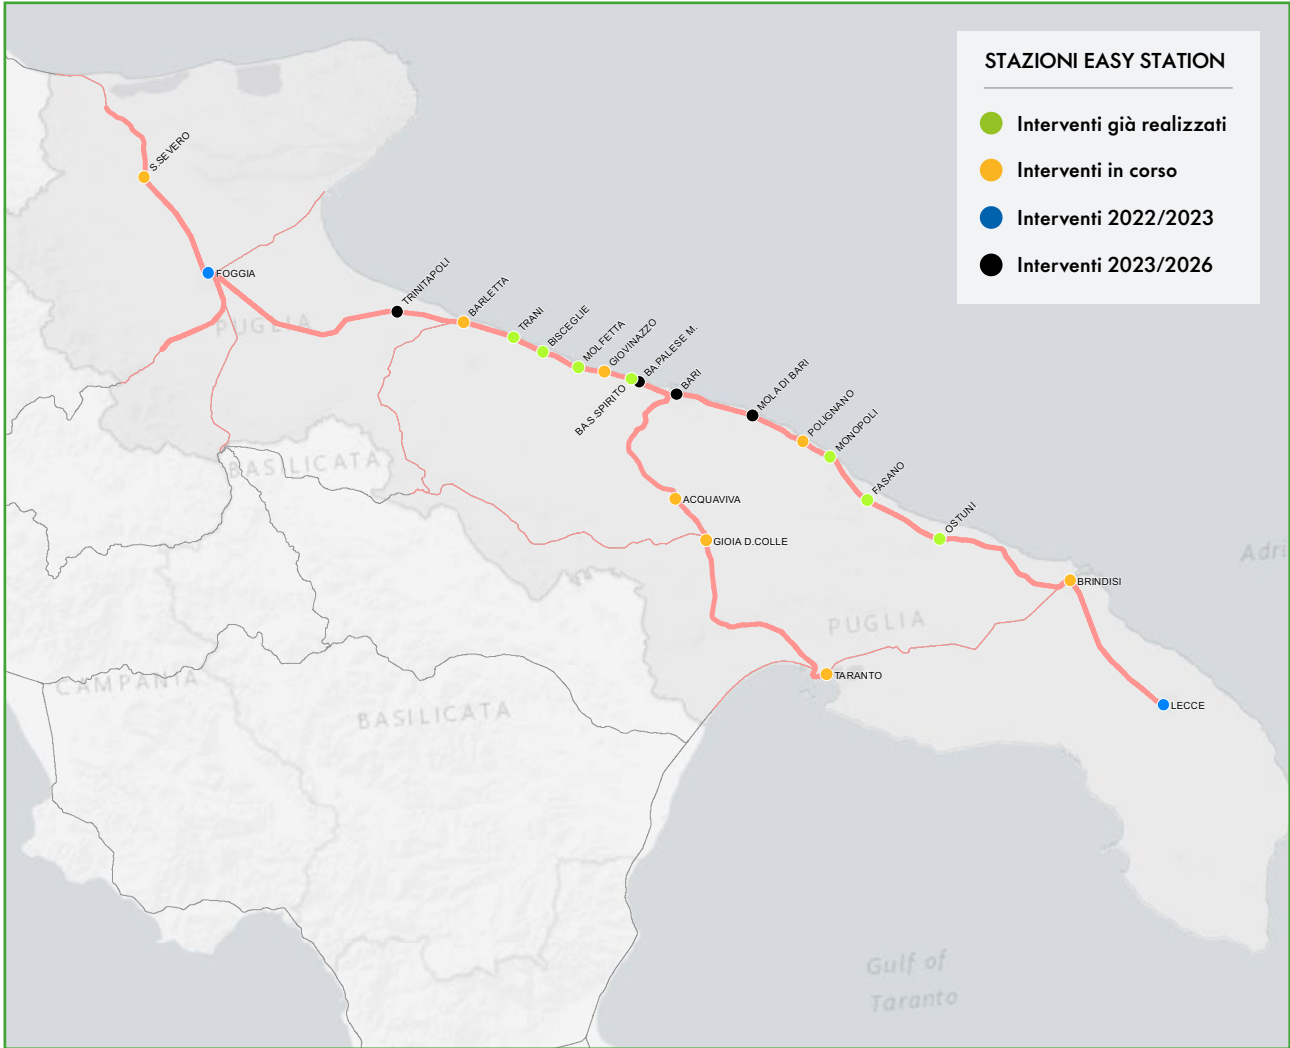 STAZIONI EASY STATION
Interventi già realizzati
Interventi in corso
Interventi 2022/2023
Interventi 2023/2026
S.SEVERO
FOGGIA
PUGLIA
TRINITAPOLI
BARLETTA
TRANI
BISCEGLIE
MOLFETTA
GIOVINAZZO
BA.PALESE M.
BA.S.SPIRITO
BARI
MOLA DI BARI
POLIGNANO
MONOPOLI
FASANO
OSTUNI
BASILICATA
ACQUAVIVA
GIOIA D.COLLE
Adri
BRINDISI
PUGLIA
TARANTO
CAMPANIA
BASILICATA
LECCE
Gulf of
Taranto